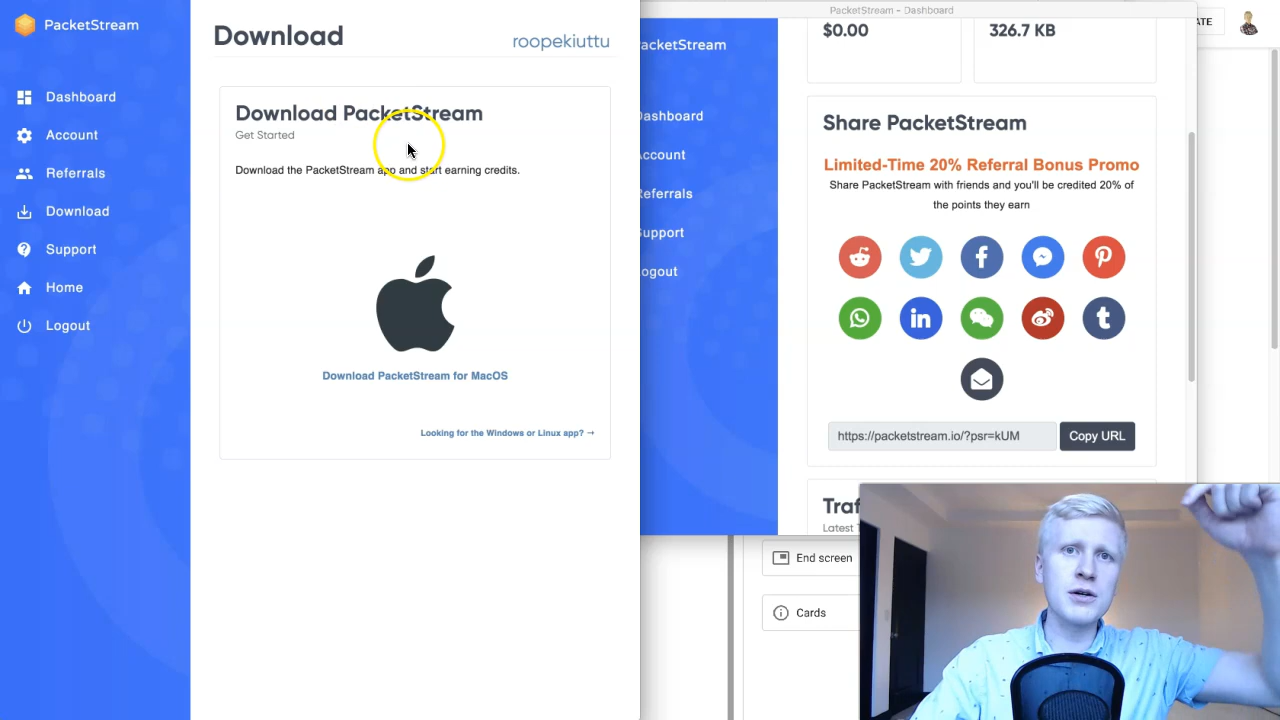 PacketStream
Dashboard
Account
Referrals
Download
Support
Home
Logout
Download
roopekiuttu
Download PacketStream
Get Started
Download the PacketStream app and start earning credits.
Download PacketStream for MacOS
Looking for the Windows or Linux app? →
PacketStream - Dashboard
acketStream
Dashboard
ccount
Referrals
Support
ogout
$0.00
326.7 KB
Share PacketStream
Limited-Time 20% Referral Bonus Promo
Share PacketStream with friends and you'll be credited 20% of
the points they earn
https://packetstream.io/?psr=kUM
Copy URL
Traf
Latest T
ATE
End screen
Cards